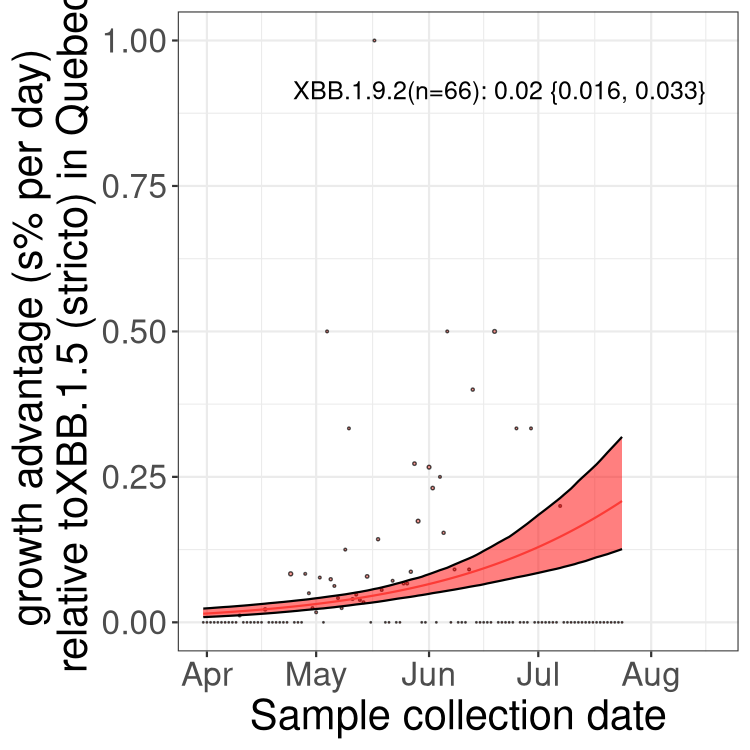 growth advantage (s% per day)
relative toXBB.1.5 (stricto) in Quebec
1.00
0.75
0.50
0.25
0.00
XBB.1.9.2(n=66): 0.02 {0.016, 0.033}
Apr May Jun Jul Aug
Sample collection date